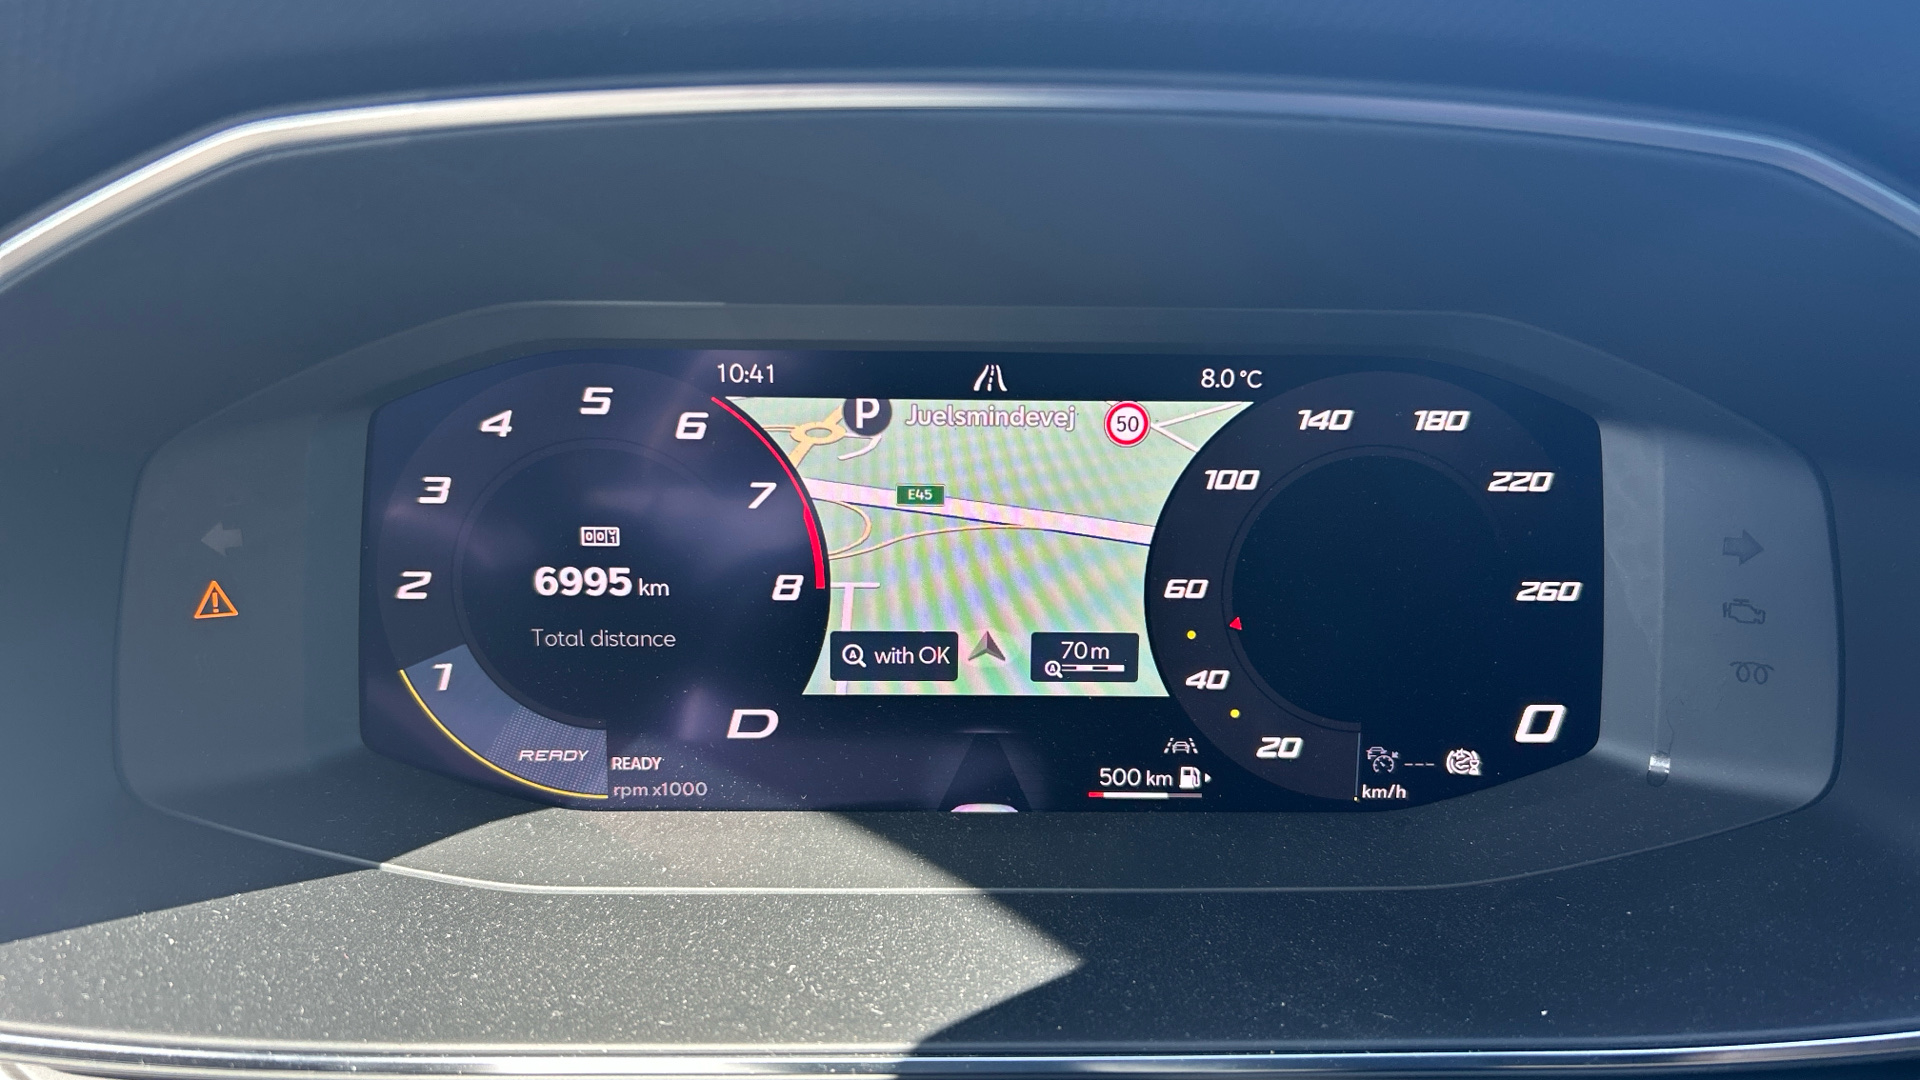 10:41
8.0 °C
P Juelsmindevej 50
E45
with OK
70 m
1
2
3
4
5
6
7
8
6995 km
Total distance
READY
READY
rpm x1000
D
500 km
20
40
60
100
140
180
220
260
0
---
km/h